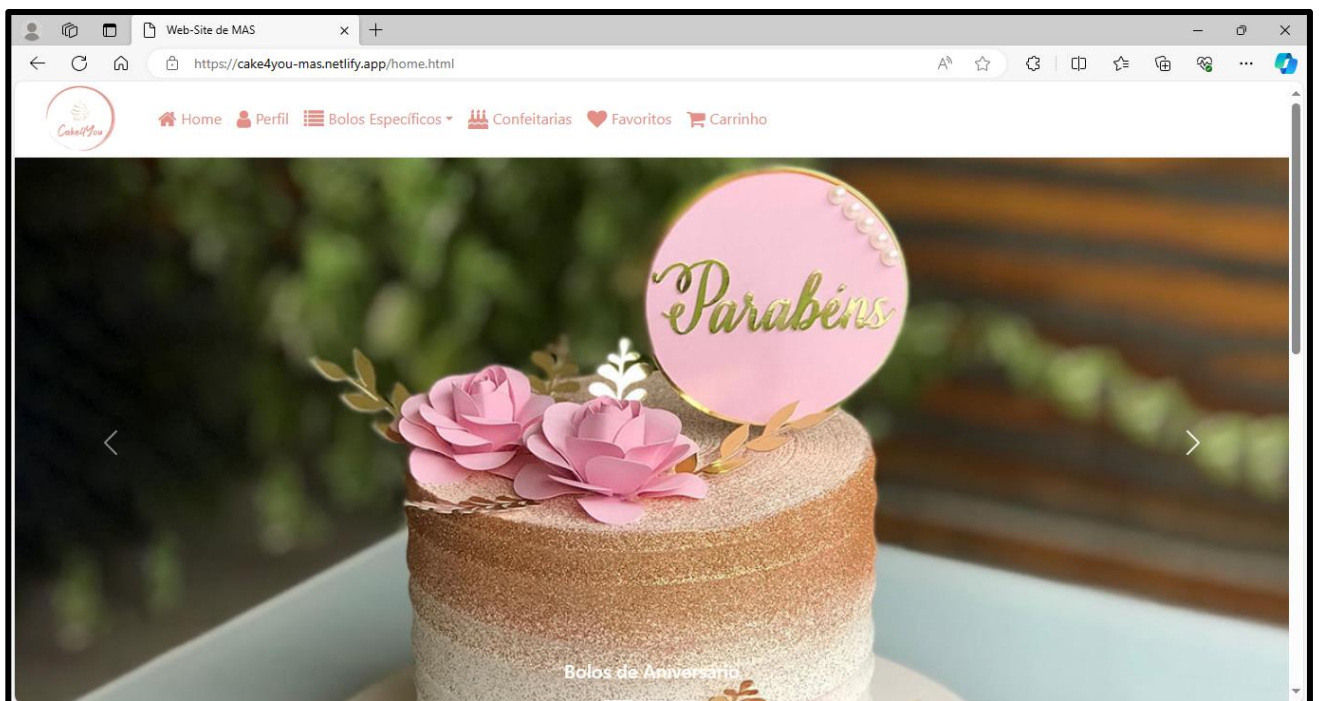 Web-Site de MAS
https://cake4you-mas.netlify.app/home.html
Cake4You
Home Perfil Bolos Específicos Confeitarias Favoritos Carrinho
Parabéns
Bolos de Aniversário